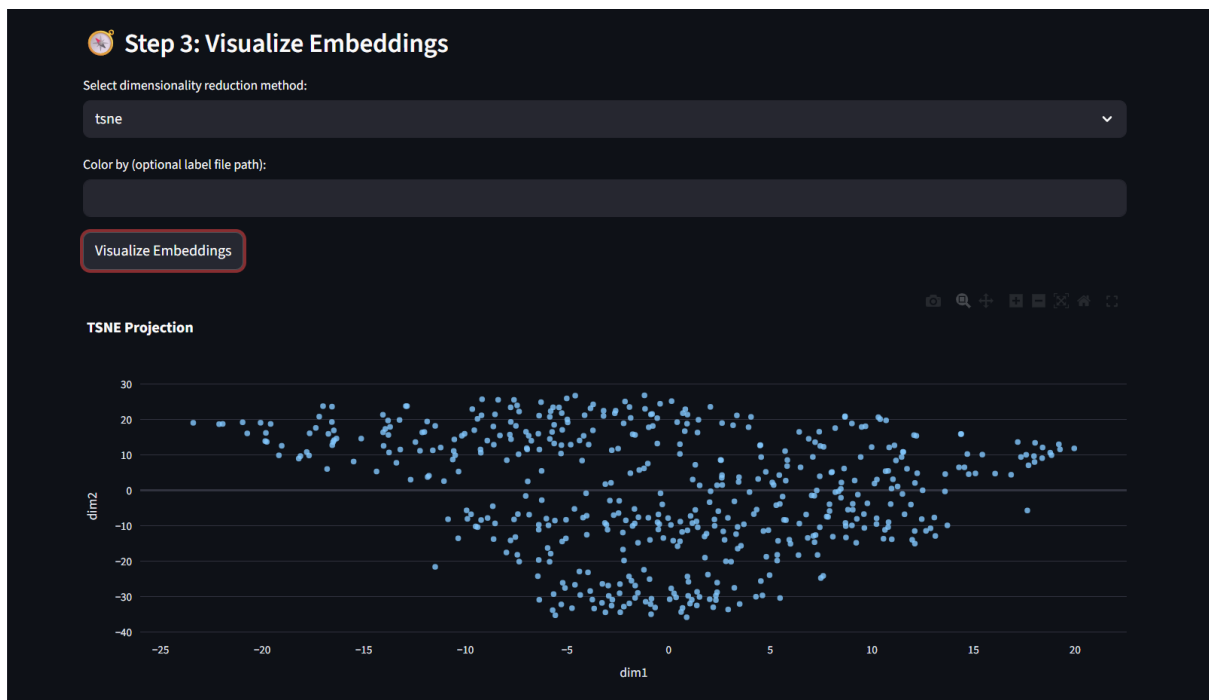 Step 3: Visualize Embeddings
Select dimensionality reduction method:
tsne
Color by (optional label file path):
Visualize Embeddings
TSNE Projection
30
20
10
0
−10
−20
−30
−40
dim2
−25 −20 −15 −10 −5 0 5 10 15 20
dim1